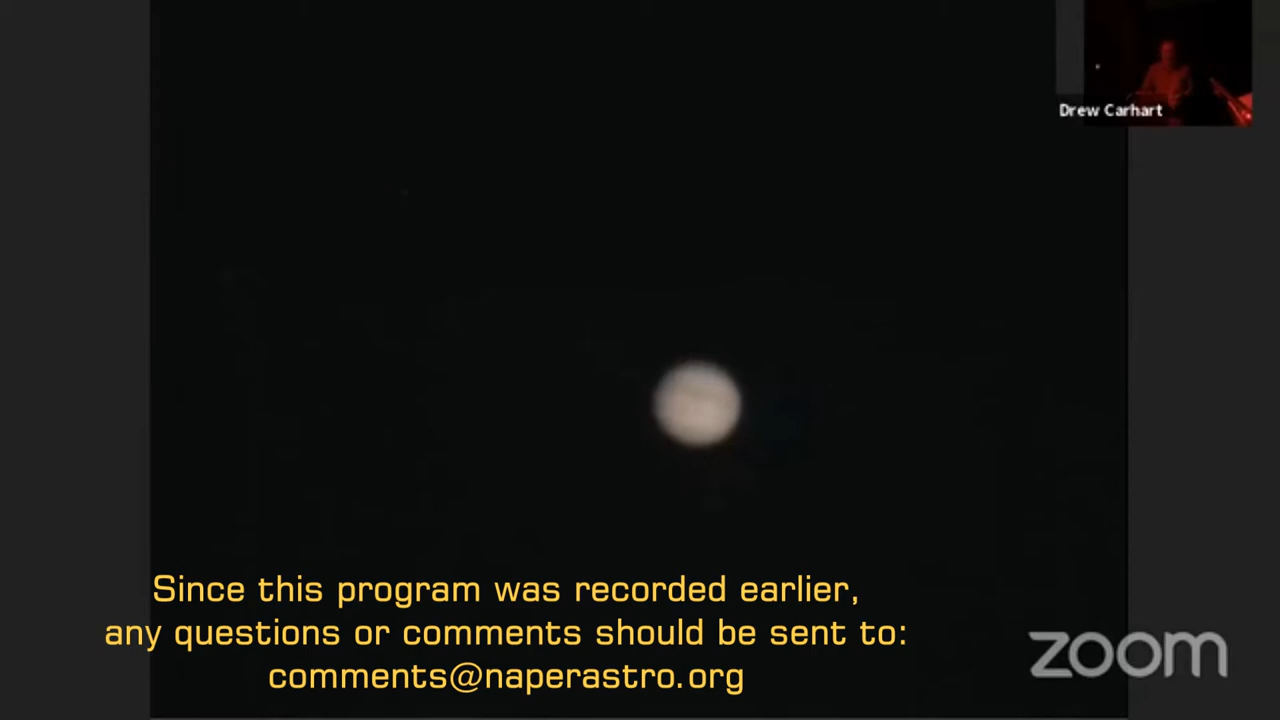 Drew Carhart
Since this program was recorded earlier,
any questions or comments should be sent to:
comments@naperastro.org
zoom